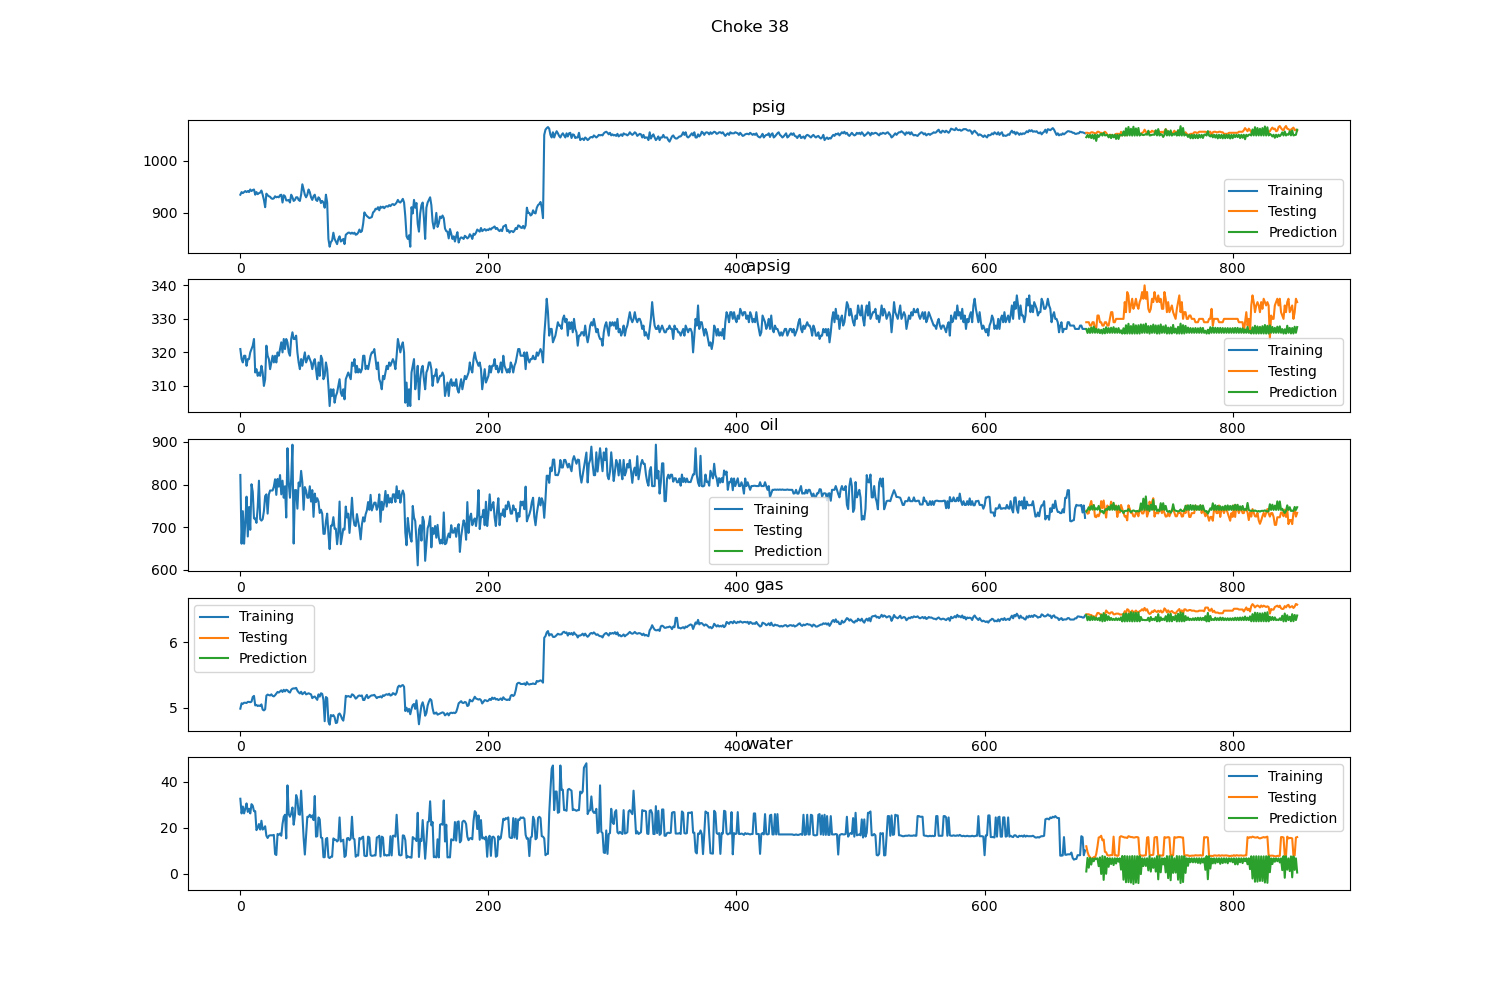 Choke 38
psig
1000
900
Training
Testing
Prediction
0 200 400 600 800
apsig
340
330
320
310
Training
Testing
Prediction
0 200 400 600 800
oil
900
800
700
600
Training
Testing
Prediction
0 200 400 600 800
gas
6
5
Training
Testing
Prediction
0 200 400 600 800
water
40
20
0
Training
Testing
Prediction
0 200 400 600 800